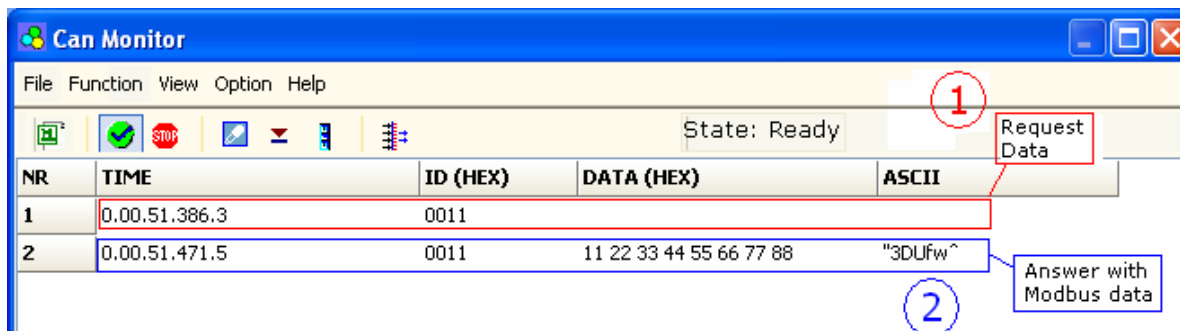 Can Monitor
File Function View Option Help
1
STOP
State: Ready
Request
Data
NR TIME ID (HEX) DATA (HEX) ASCII
1 0.00.51.386.3 0011
2 0.00.51.471.5 0011 11 22 33 44 55 66 77 88 "3DUfw^
Answer with
Modbus data
2